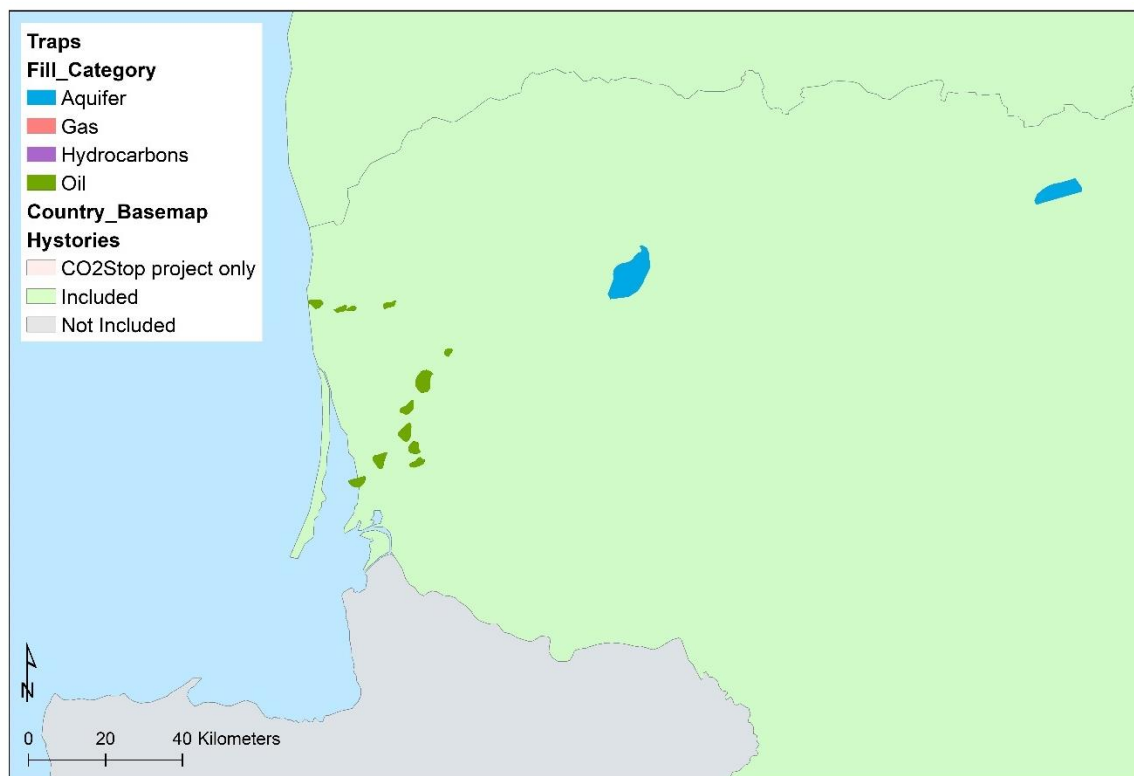 Traps
Fill_Category
Aquifer
Gas
Hydrocarbons
Oil
Country_Basemap
Hystories
CO2Stop project only
Included
Not Included
N
0 20 40 Kilometers